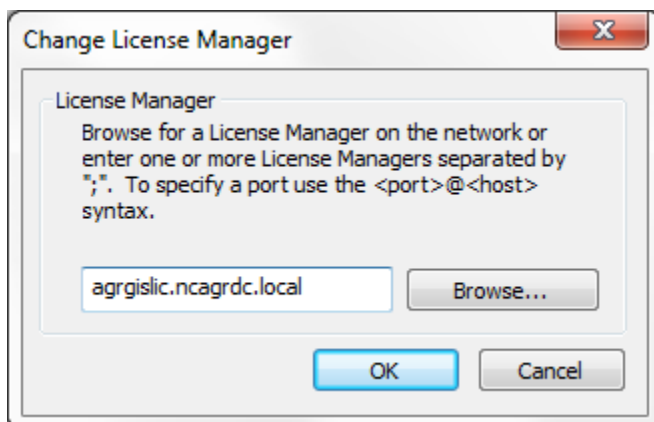 Change License Manager
License Manager
Browse for a License Manager on the network or
enter one or more License Managers separated by
";".  To specify a port use the <port>@<host>
syntax.
agrgislic.ncagrdc.local
Browse...
OK
Cancel